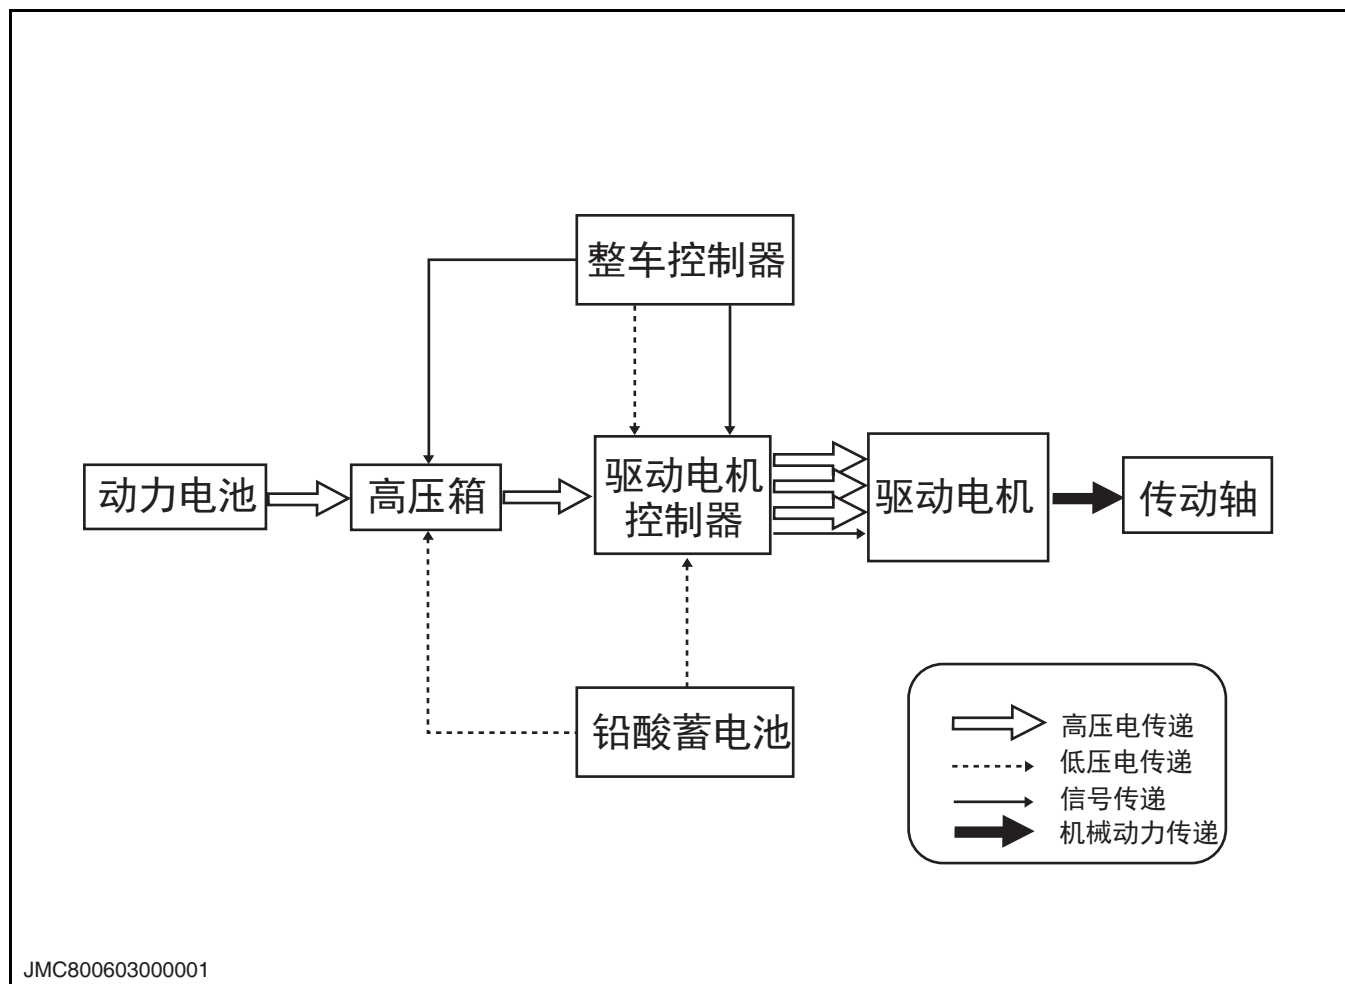 整车控制器
动力电池
高压箱
驱动电机
控制器
驱动电机
传动轴
铅酸蓄电池
高压电传递
低压电传递
信号传递
机械动力传递
JMC800603000001